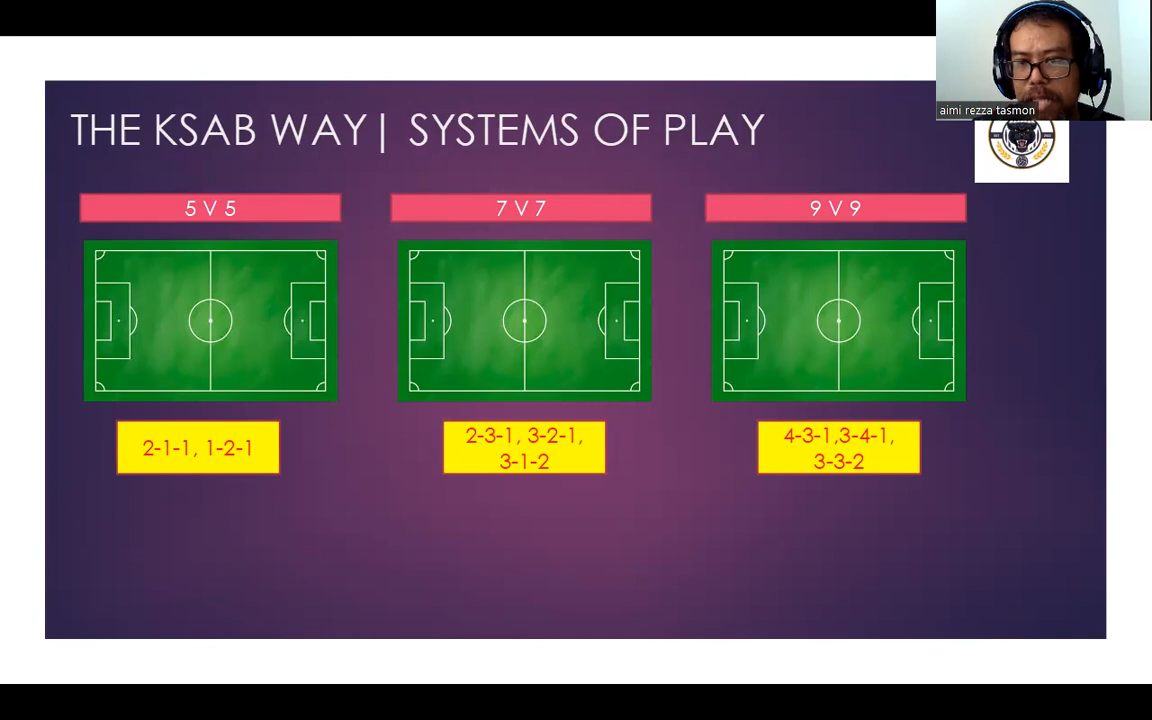 aimi rezza tasmon
THE KSAB WAY| SYSTEMS OF PLAY
5 V 5
7 V 7
9 V 9
2-1-1, 1-2-1
2-3-1, 3-2-1,
3-1-2
4-3-1,3-4-1,
3-3-2